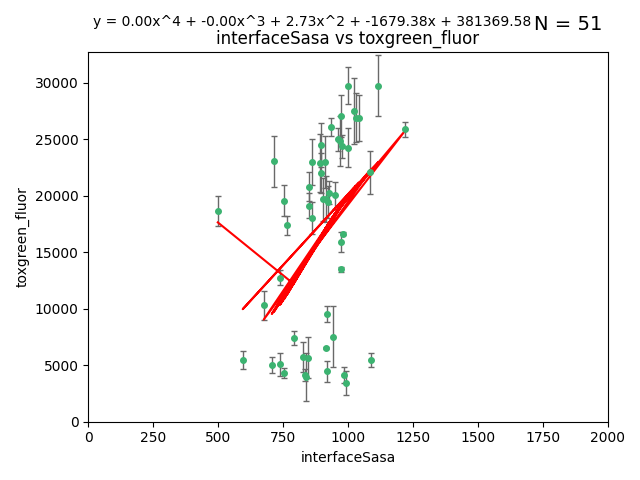 y = 0.00x^4 + -0.00x^3 + 2.73x^2 + -1679.38x + 381369.58 N = 51
interfaceSasa vs toxgreen_fluor
30000
25000
20000
15000
10000
5000
0
toxgreen_fluor
0 250 500 750 1000 1250 1500 1750 2000
interfaceSasa